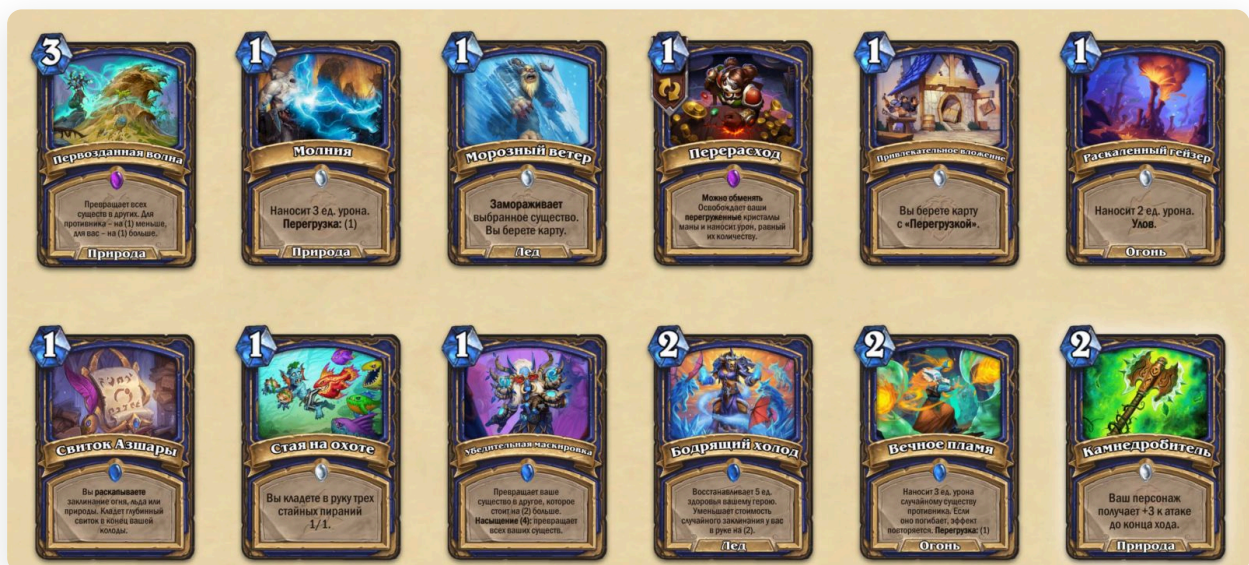 3
Первозданная волна
Превращает всех
существ в других. Для
противника – на (1) меньше,
для вас – на (1) больше.
Природа
1
Молния
Наносит 3 ед. урона.
Перегрузка: (1)
Природа
1
Морозный ветер
Замораживает
выбранное существо.
Вы берете карту.
Лед
1
Перерасход
Можно обменять
Освобождает ваши
перегруженные кристаллы
маны и наносит урон, равный
их количеству.
1
Привлекательное вложение
Вы берете карту
с «Перегрузкой».
1
Раскаленный гейзер
Наносит 2 ед. урона.
Улов.
Огонь
1
Свиток Азшары
Вы раскапываете
заклинание огня, льда или
природы. Кладет глубинный
свиток в конец вашей
колоды.
1
Стая на охоте
Вы кладете в руку трех
стайных пираний
1/1.
1
Убедительная маскировка
Превращает ваше
существо в другое, которое
стоит на (2) больше.
Насыщение (4): превращает
всех ваших существ.
2
Бодрящий холод
Восстанавливает 5 ед.
здоровья вашему герою.
Уменьшает стоимость
случайного заклинания у вас
в руке на (2).
Лед
2
Вечное пламя
Наносит 3 ед. урона
случайному существу
противника. Если
оно погибает, эффект
повторяется. Перегрузка: (1)
Огонь
2
Камнедробитель
Ваш персонаж
получает +3 к атаке
до конца хода.
Природа